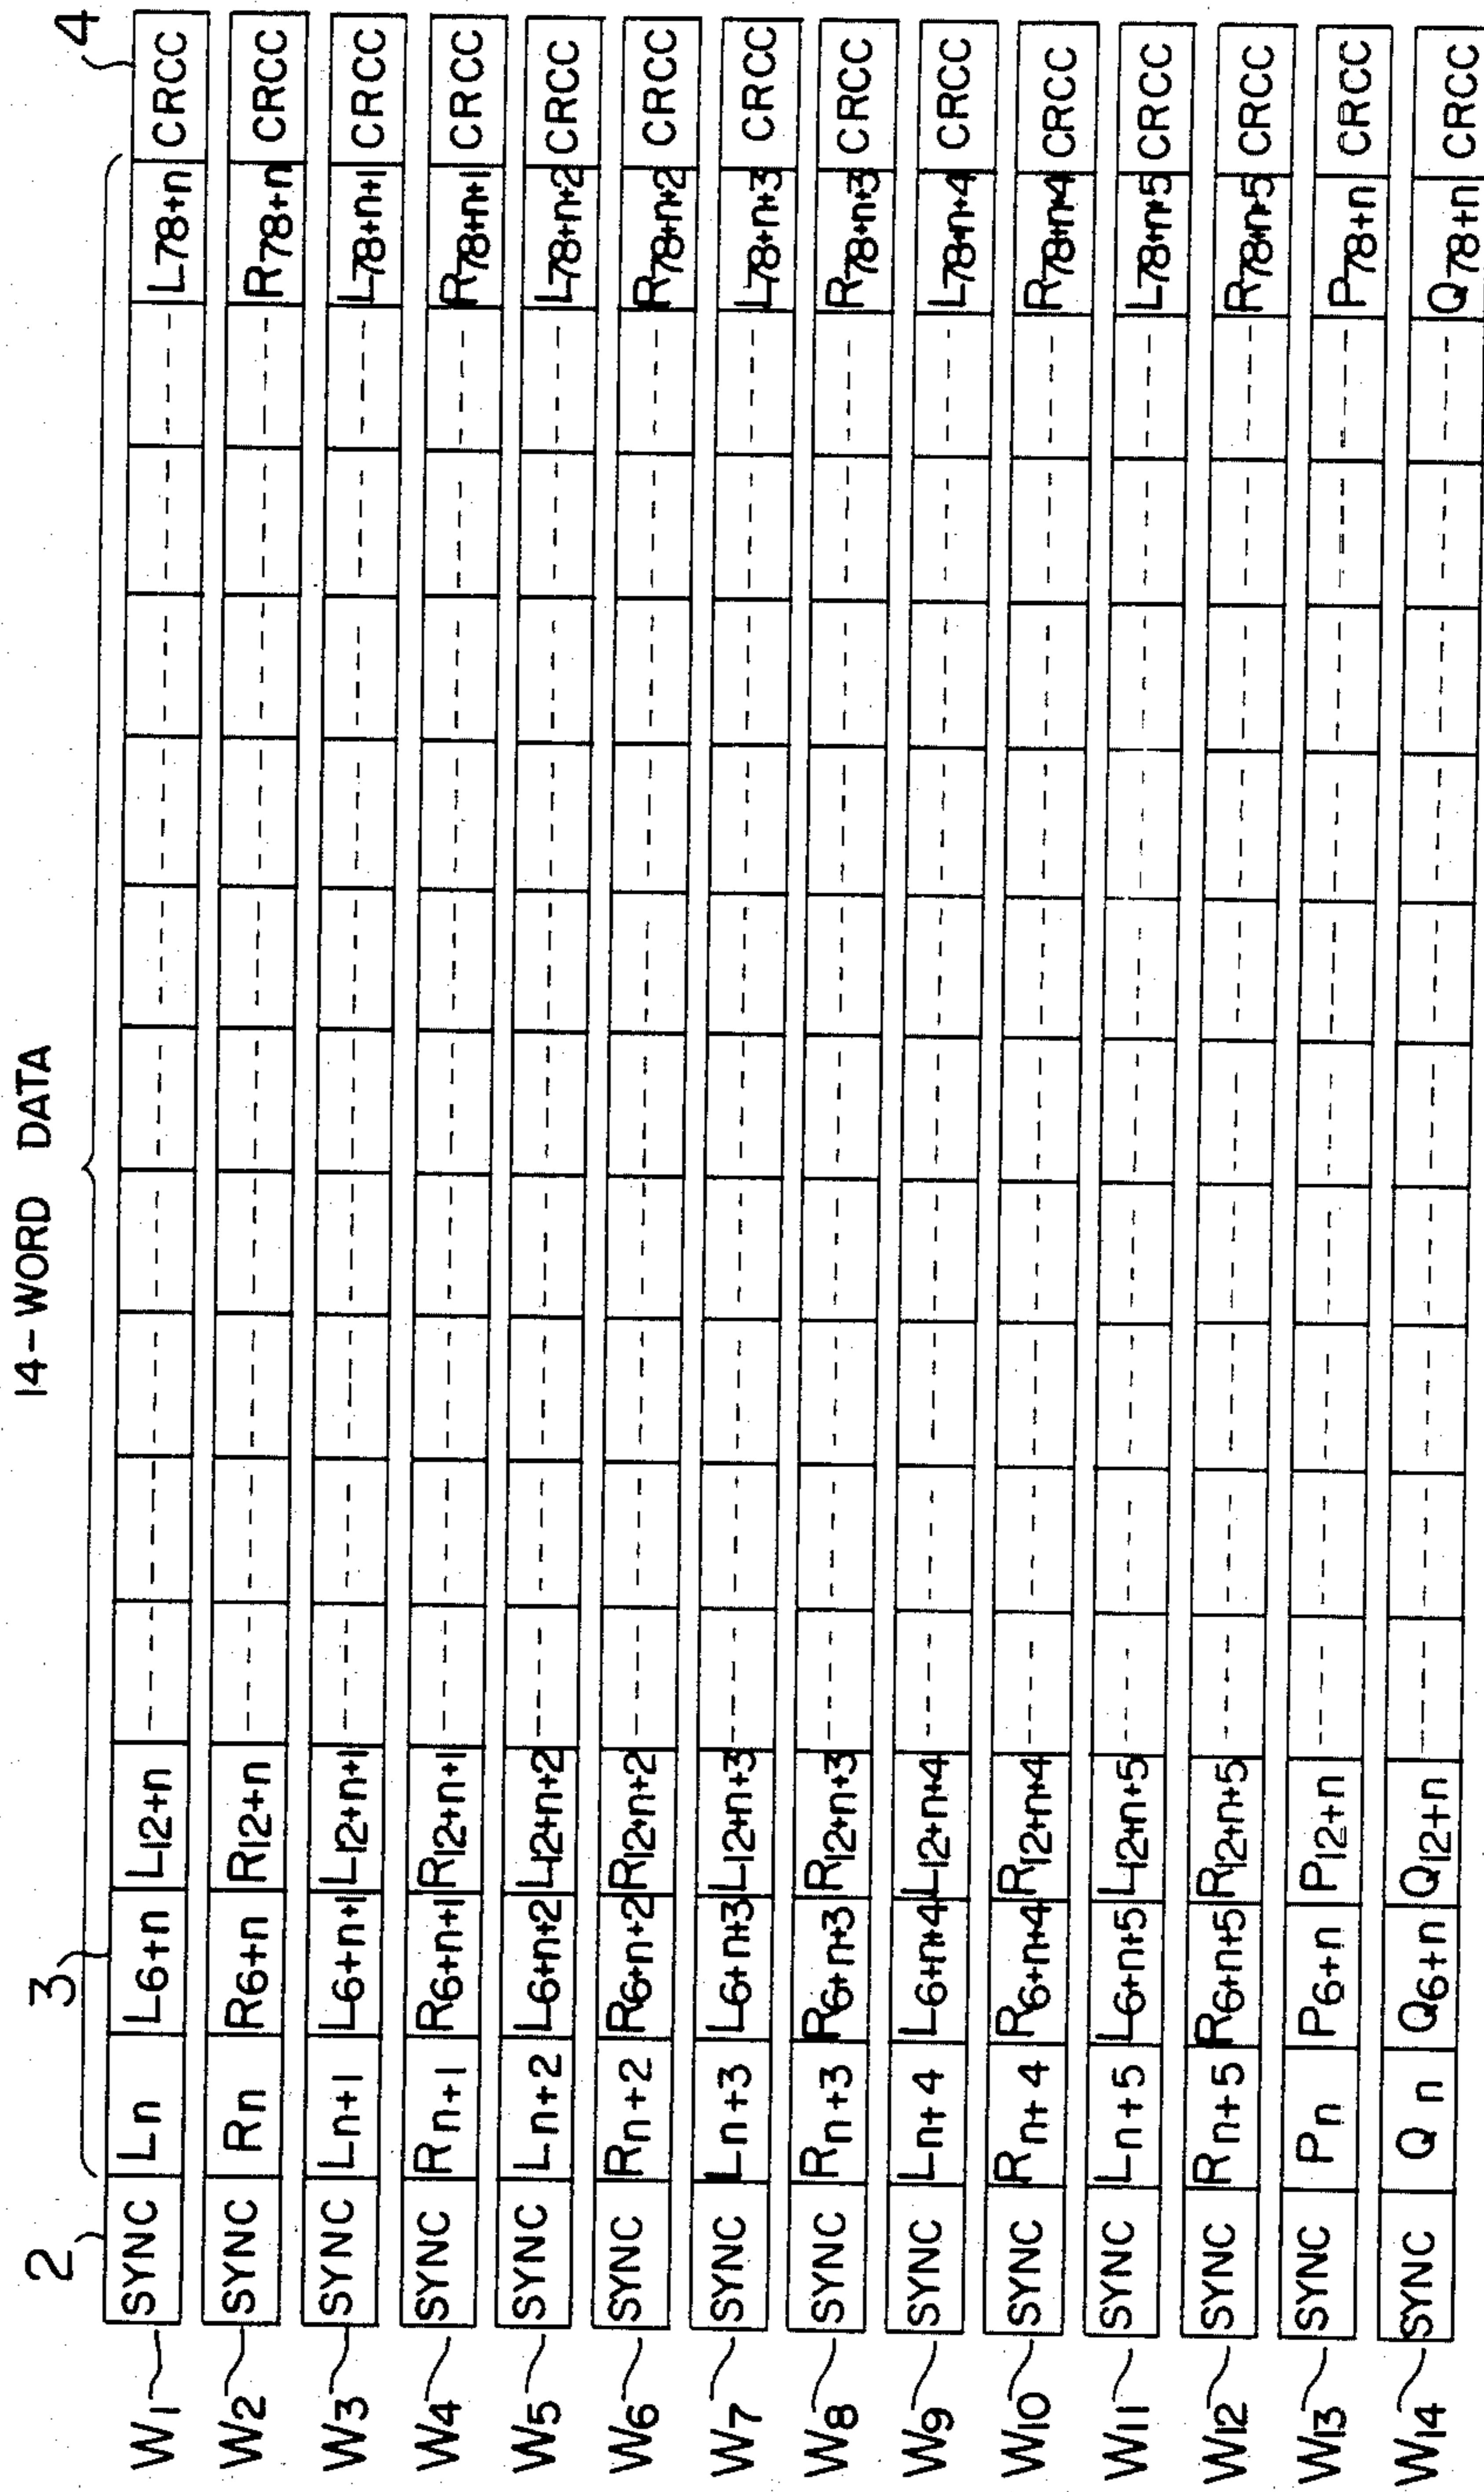 14-WORD DATA
2 3 4
W1 SYNC Ln L6+n L12+n ---- ---- ---- ---- ---- ---- ---- ---- ---- ---- L78+n CRCC
W2 SYNC Rn R6+n R12+n ---- ---- ---- ---- ---- ---- ---- ---- ---- ---- R78+n CRCC
W3 SYNC Ln+1 L6+n+1 L12+n+1 ---- ---- ---- ---- ---- ---- ---- ---- ---- ---- L78+n+1 CRCC
W4 SYNC Rn+1 R6+n+1 R12+n+1 ---- ---- ---- ---- ---- ---- ---- ---- ---- ---- R78+n+1 CRCC
W5 SYNC Ln+2 L6+n+2 L12+n+2 ---- ---- ---- ---- ---- ---- ---- ---- ---- ---- L78+n+2 CRCC
W6 SYNC Rn+2 R6+n+2 R12+n+2 ---- ---- ---- ---- ---- ---- ---- ---- ---- ---- R78+n+2 CRCC
W7 SYNC Ln+3 L6+n+3 L12+n+3 ---- ---- ---- ---- ---- ---- ---- ---- ---- ---- L78+n+3 CRCC
W8 SYNC Rn+3 R6+n+3 R12+n+3 ---- ---- ---- ---- ---- ---- ---- ---- ---- ---- R78+n+3 CRCC
W9 SYNC Ln+4 L6+n+4 L12+n+4 ---- ---- ---- ---- ---- ---- ---- ---- ---- ---- L78+n+4 CRCC
W10 SYNC Rn+4 R6+n+4 R12+n+4 ---- ---- ---- ---- ---- ---- ---- ---- ---- ---- R78+n+4 CRCC
W11 SYNC Ln+5 L6+n+5 L12+n+5 ---- ---- ---- ---- ---- ---- ---- ---- ---- ---- L78+n+5 CRCC
W12 SYNC Rn+5 R6+n+5 R12+n+5 ---- ---- ---- ---- ---- ---- ---- ---- ---- ---- R78+n+5 CRCC
W13 SYNC Pn P6+n P12+n ---- ---- ---- ---- ---- ---- ---- ---- ---- ---- P78+n CRCC
W14 SYNC Qn Q6+n Q12+n ---- ---- ---- ---- ---- ---- ---- ---- ---- ---- Q78+n CRCC